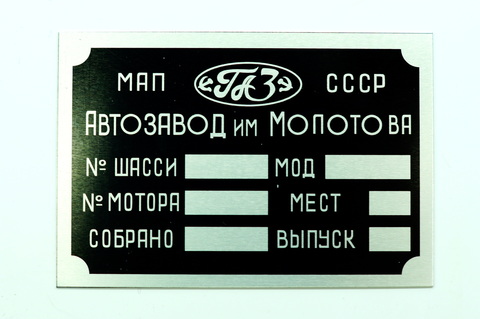 МАП ГАЗ СССР
АВТОЗАВОД ИМ МОЛОТОВА
№ ШАССИ МОД
№ МОТОРА МЕСТ
СОБРАНО ВЫПУСК